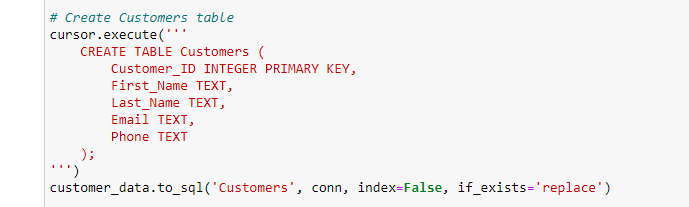 # Create Customers table
cursor.execute('''
    CREATE TABLE Customers (
        Customer_ID INTEGER PRIMARY KEY,
        First_Name TEXT,
        Last_Name TEXT,
        Email TEXT,
        Phone TEXT
    );
''')
customer_data.to_sql('Customers', conn, index=False, if_exists='replace')